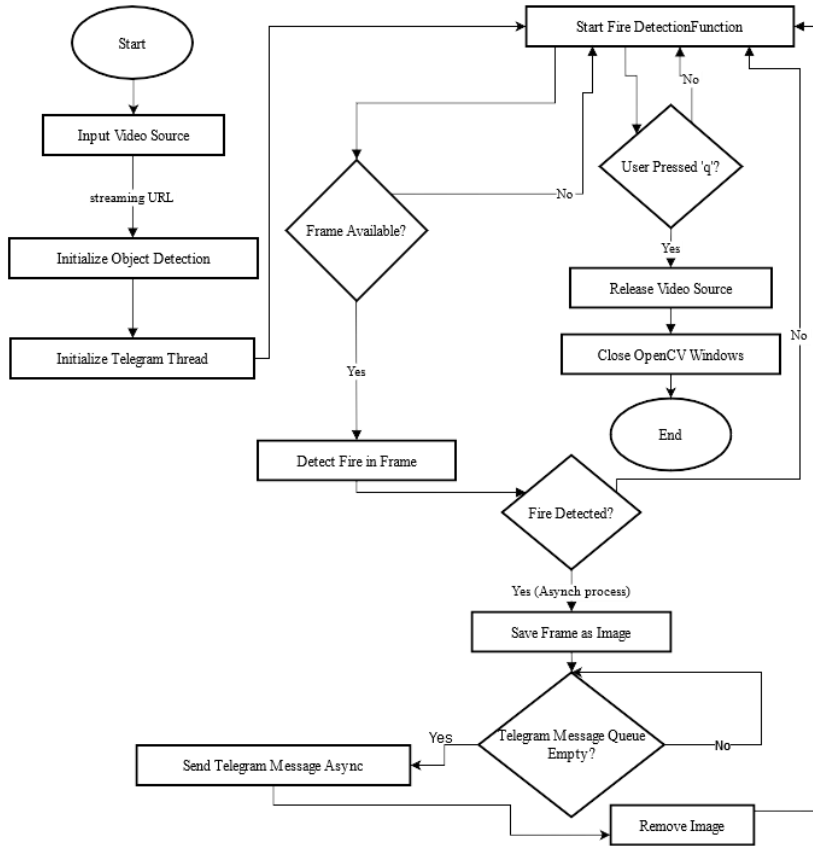 Start
Start Fire DetectionFunction
No
Input Video Source
User Pressed 'q'?
No
streaming URL
Frame Available?
Yes
Initialize Object Detection
Release Video Source
No
Initialize Telegram Thread
Close OpenCV Windows
Yes
End
Detect Fire in Frame
Fire Detected?
Yes (Asynch process)
Save Frame as Image
Telegram Message Queue
Empty?
Yes
No
Send Telegram Message Async
Remove Image